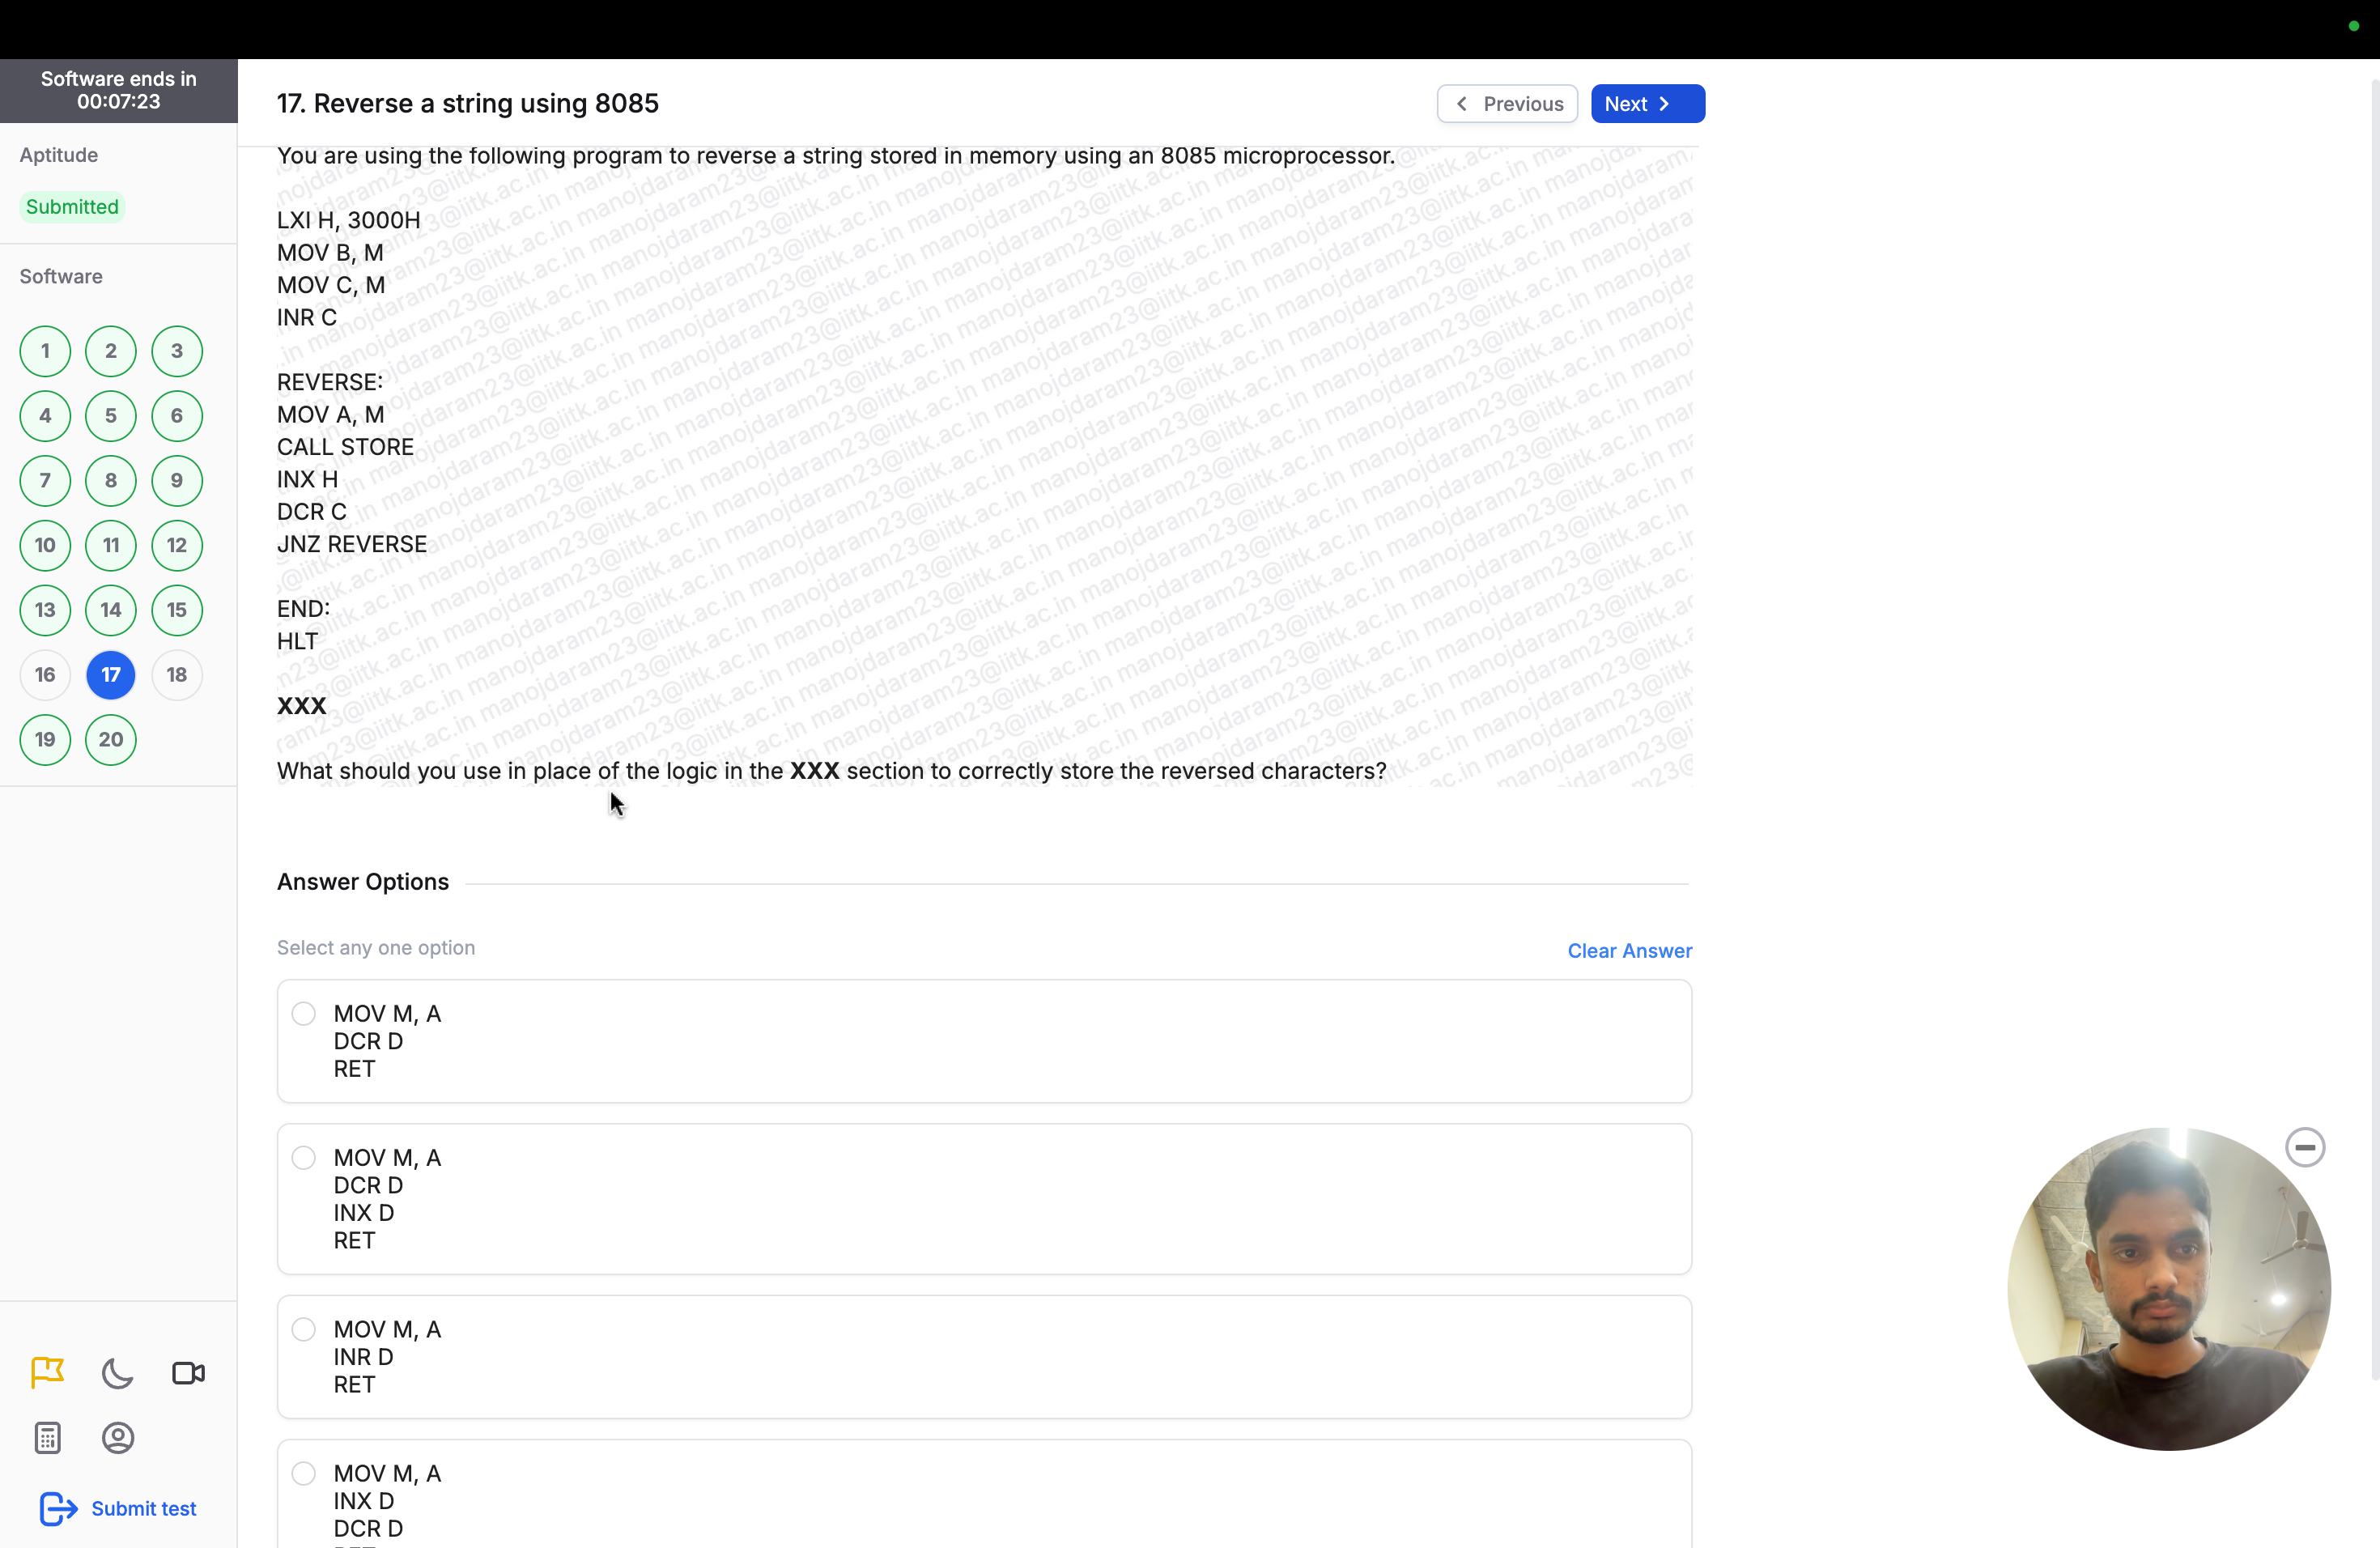 Software ends in
00:07:23
Aptitude
Submitted
Software
1 2 3
4 5 6
7 8 9
10 11 12
13 14 15
16 17 18
19 20
Submit test
17. Reverse a string using 8085
Previous
Next
You are using the following program to reverse a string stored in memory using an 8085 microprocessor.
LXI H, 3000H
MOV B, M
MOV C, M
INR C
REVERSE:
MOV A, M
CALL STORE
INX H
DCR C
JNZ REVERSE
END:
HLT
XXX
What should you use in place of the logic in the XXX section to correctly store the reversed characters?
manojdaram23@iitk.ac.in
Answer Options
Select any one option
Clear Answer
MOV M, A
DCR D
RET
MOV M, A
DCR D
INX D
RET
MOV M, A
INR D
RET
MOV M, A
INX D
DCR D